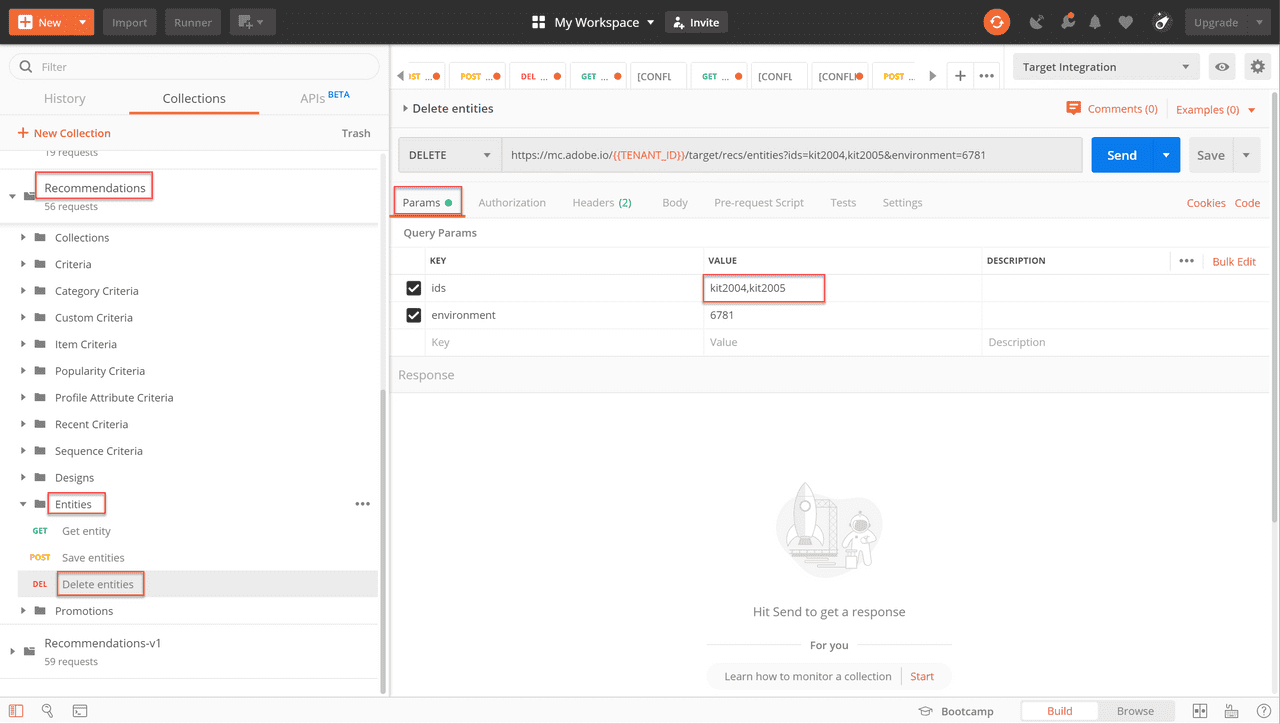 New
Import
Runner
My Workspace
Invite
Upgrade
Filter
History
Collections
APIs BETA
New Collection
Trash
19 requests
Recommendations
56 requests
Collections
Criteria
Category Criteria
Custom Criteria
Item Criteria
Popularity Criteria
Profile Attribute Criteria
Recent Criteria
Sequence Criteria
Designs
Entities
GET Get entity
POST Save entities
DEL Delete entities
Promotions
Recommendations-v1
59 requests
POST ... DEL ... GET ... [CONFL GET ... [CONFL [CONFL POST ...
Target Integration
Delete entities
Comments (0)
Examples (0)
DELETE
https://mc.adobe.io/{{TENANT_ID}}/target/recs/entities?ids=kit2004,kit2005&environment=6781
Send
Save
Params
Authorization
Headers (2)
Body
Pre-request Script
Tests
Settings
Cookies
Code
Query Params
KEY VALUE DESCRIPTION
Bulk Edit
ids kit2004,kit2005
environment 6781
Key Value Description
Response
Hit Send to get a response
For you
Learn how to monitor a collection
Start
Bootcamp
Build
Browse